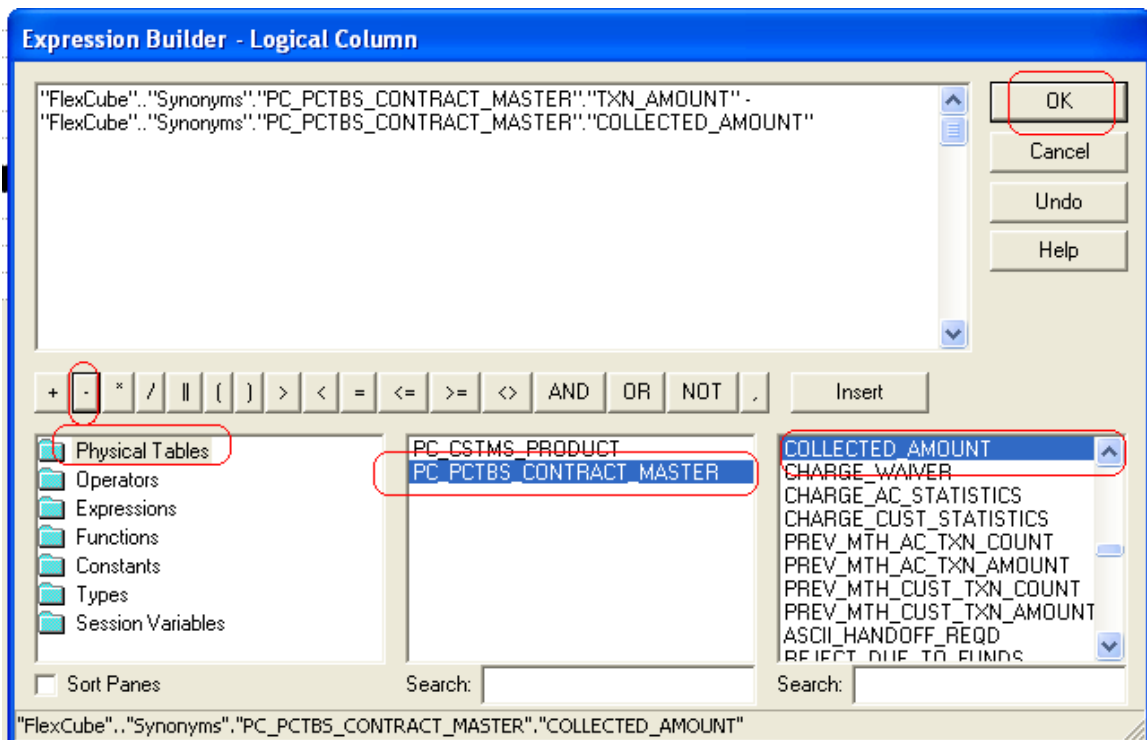 Expression Builder - Logical Column
"FlexCube".."Synonyms"."PC_PCTBS_CONTRACT_MASTER"."TXN_AMOUNT" -
"FlexCube".."Synonyms"."PC_PCTBS_CONTRACT_MASTER"."COLLECTED_AMOUNT"
OK
Cancel
Undo
Help
+ - * / || ( ) > < = <= >= <> AND OR NOT , Insert
Physical Tables
Operators
Expressions
Functions
Constants
Types
Session Variables
PC_CSTMS_PRODUCT
PC_PCTBS_CONTRACT_MASTER
COLLECTED_AMOUNT
CHARGE_WAIVER
CHARGE_AC_STATISTICS
CHARGE_CUST_STATISTICS
PREV_MTH_AC_TXN_COUNT
PREV_MTH_AC_TXN_AMOUNT
PREV_MTH_CUST_TXN_COUNT
PREV_MTH_CUST_TXN_AMOUNT
ASCII_HANDOFF_REQD
REJECT_DUE_TO_FUNDS
Sort Panes
Search:
Search:
"FlexCube".."Synonyms"."PC_PCTBS_CONTRACT_MASTER"."COLLECTED_AMOUNT"